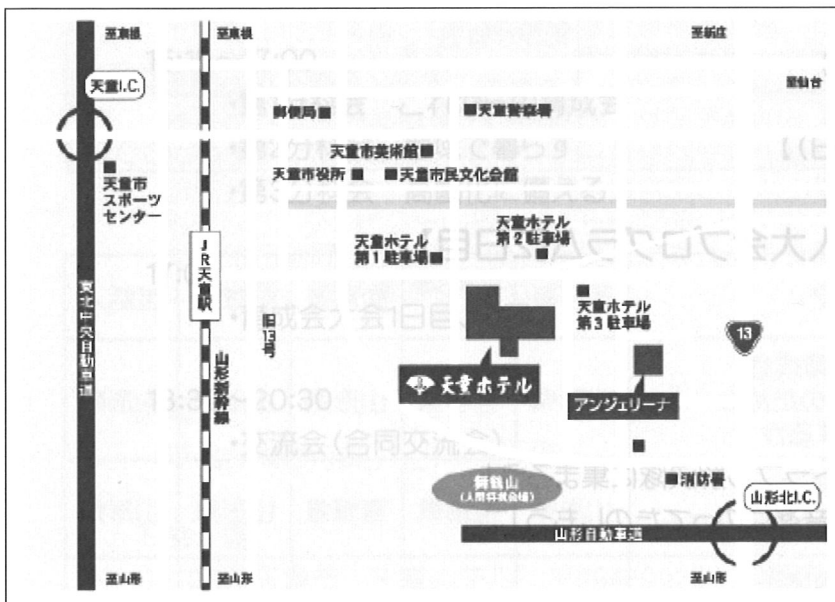 至東根
至東根
至新庄
至仙台
天童I.C.
郵便局
天童警察署
天童市美術館
天童市役所
天童市民文化会館
天童市
スポーツ
センター
天童ホテル
第1駐車場
天童ホテル
第2駐車場
JR天童駅
天童ホテル
第3駐車場
東北中央自動車道
旧13号
13
山形新幹線
天童ホテル
アンジェリーナ
舞鶴山
(人間将棋会場)
消防署
山形北I.C.
山形自動車道
至山形
至山形
至山形